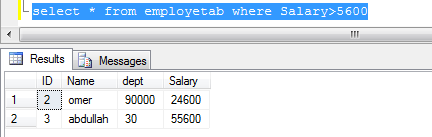 select * from employetab where Salary>5600
Results Messages
ID Name dept Salary
1 2 omer 90000 24600
2 3 abdullah 30 55600